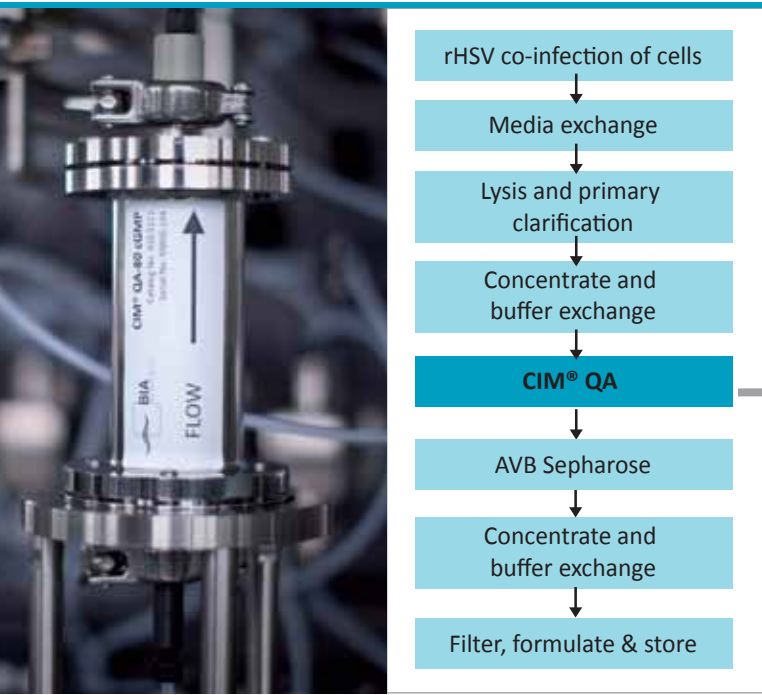 CIM® QA-80 cGMP
BIA
FLOW
rHSV co-infection of cells
Media exchange
Lysis and primary
clarification
Concentrate and
buffer exchange
CIM® QA
AVB Sepharose
Concentrate and
buffer exchange
Filter, formulate & store